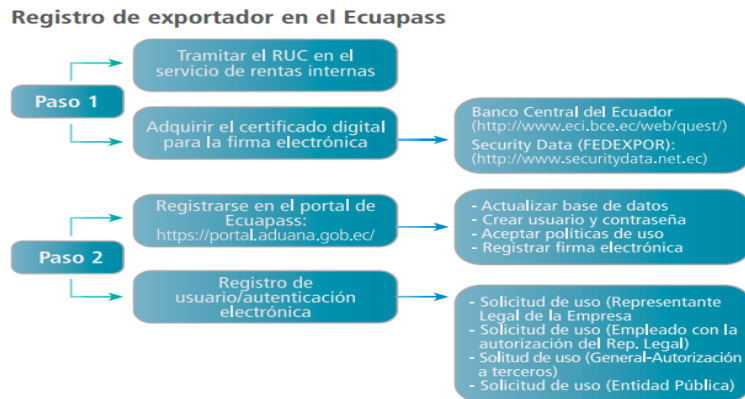 Registro de exportador en el Ecuapass
Paso 1
Tramitar el RUC en el
servicio de rentas internas
Adquirir el certificado digital
para la firma electrónica
Banco Central del Ecuador
(http://www.eci.bce.ec/web/quest/)
Security Data (FEDEXPOR):
(http://www.securitydata.net.ec)
Paso 2
Registrarse en el portal de
Ecuapass:
https://portal.aduana.gob.ec/
- Actualizar base de datos
- Crear usuario y contraseña
- Aceptar políticas de uso
- Registrar firma electrónica
Registro de
usuario/autenticación
electrónica
- Solicitud de uso (Representante
Legal de la Empresa
- Solicitud de uso (Empleado con la
autorización del Rep. Legal)
- Solitud de uso (General-Autorización
a terceros)
- Solicitud de uso (Entidad Pública)